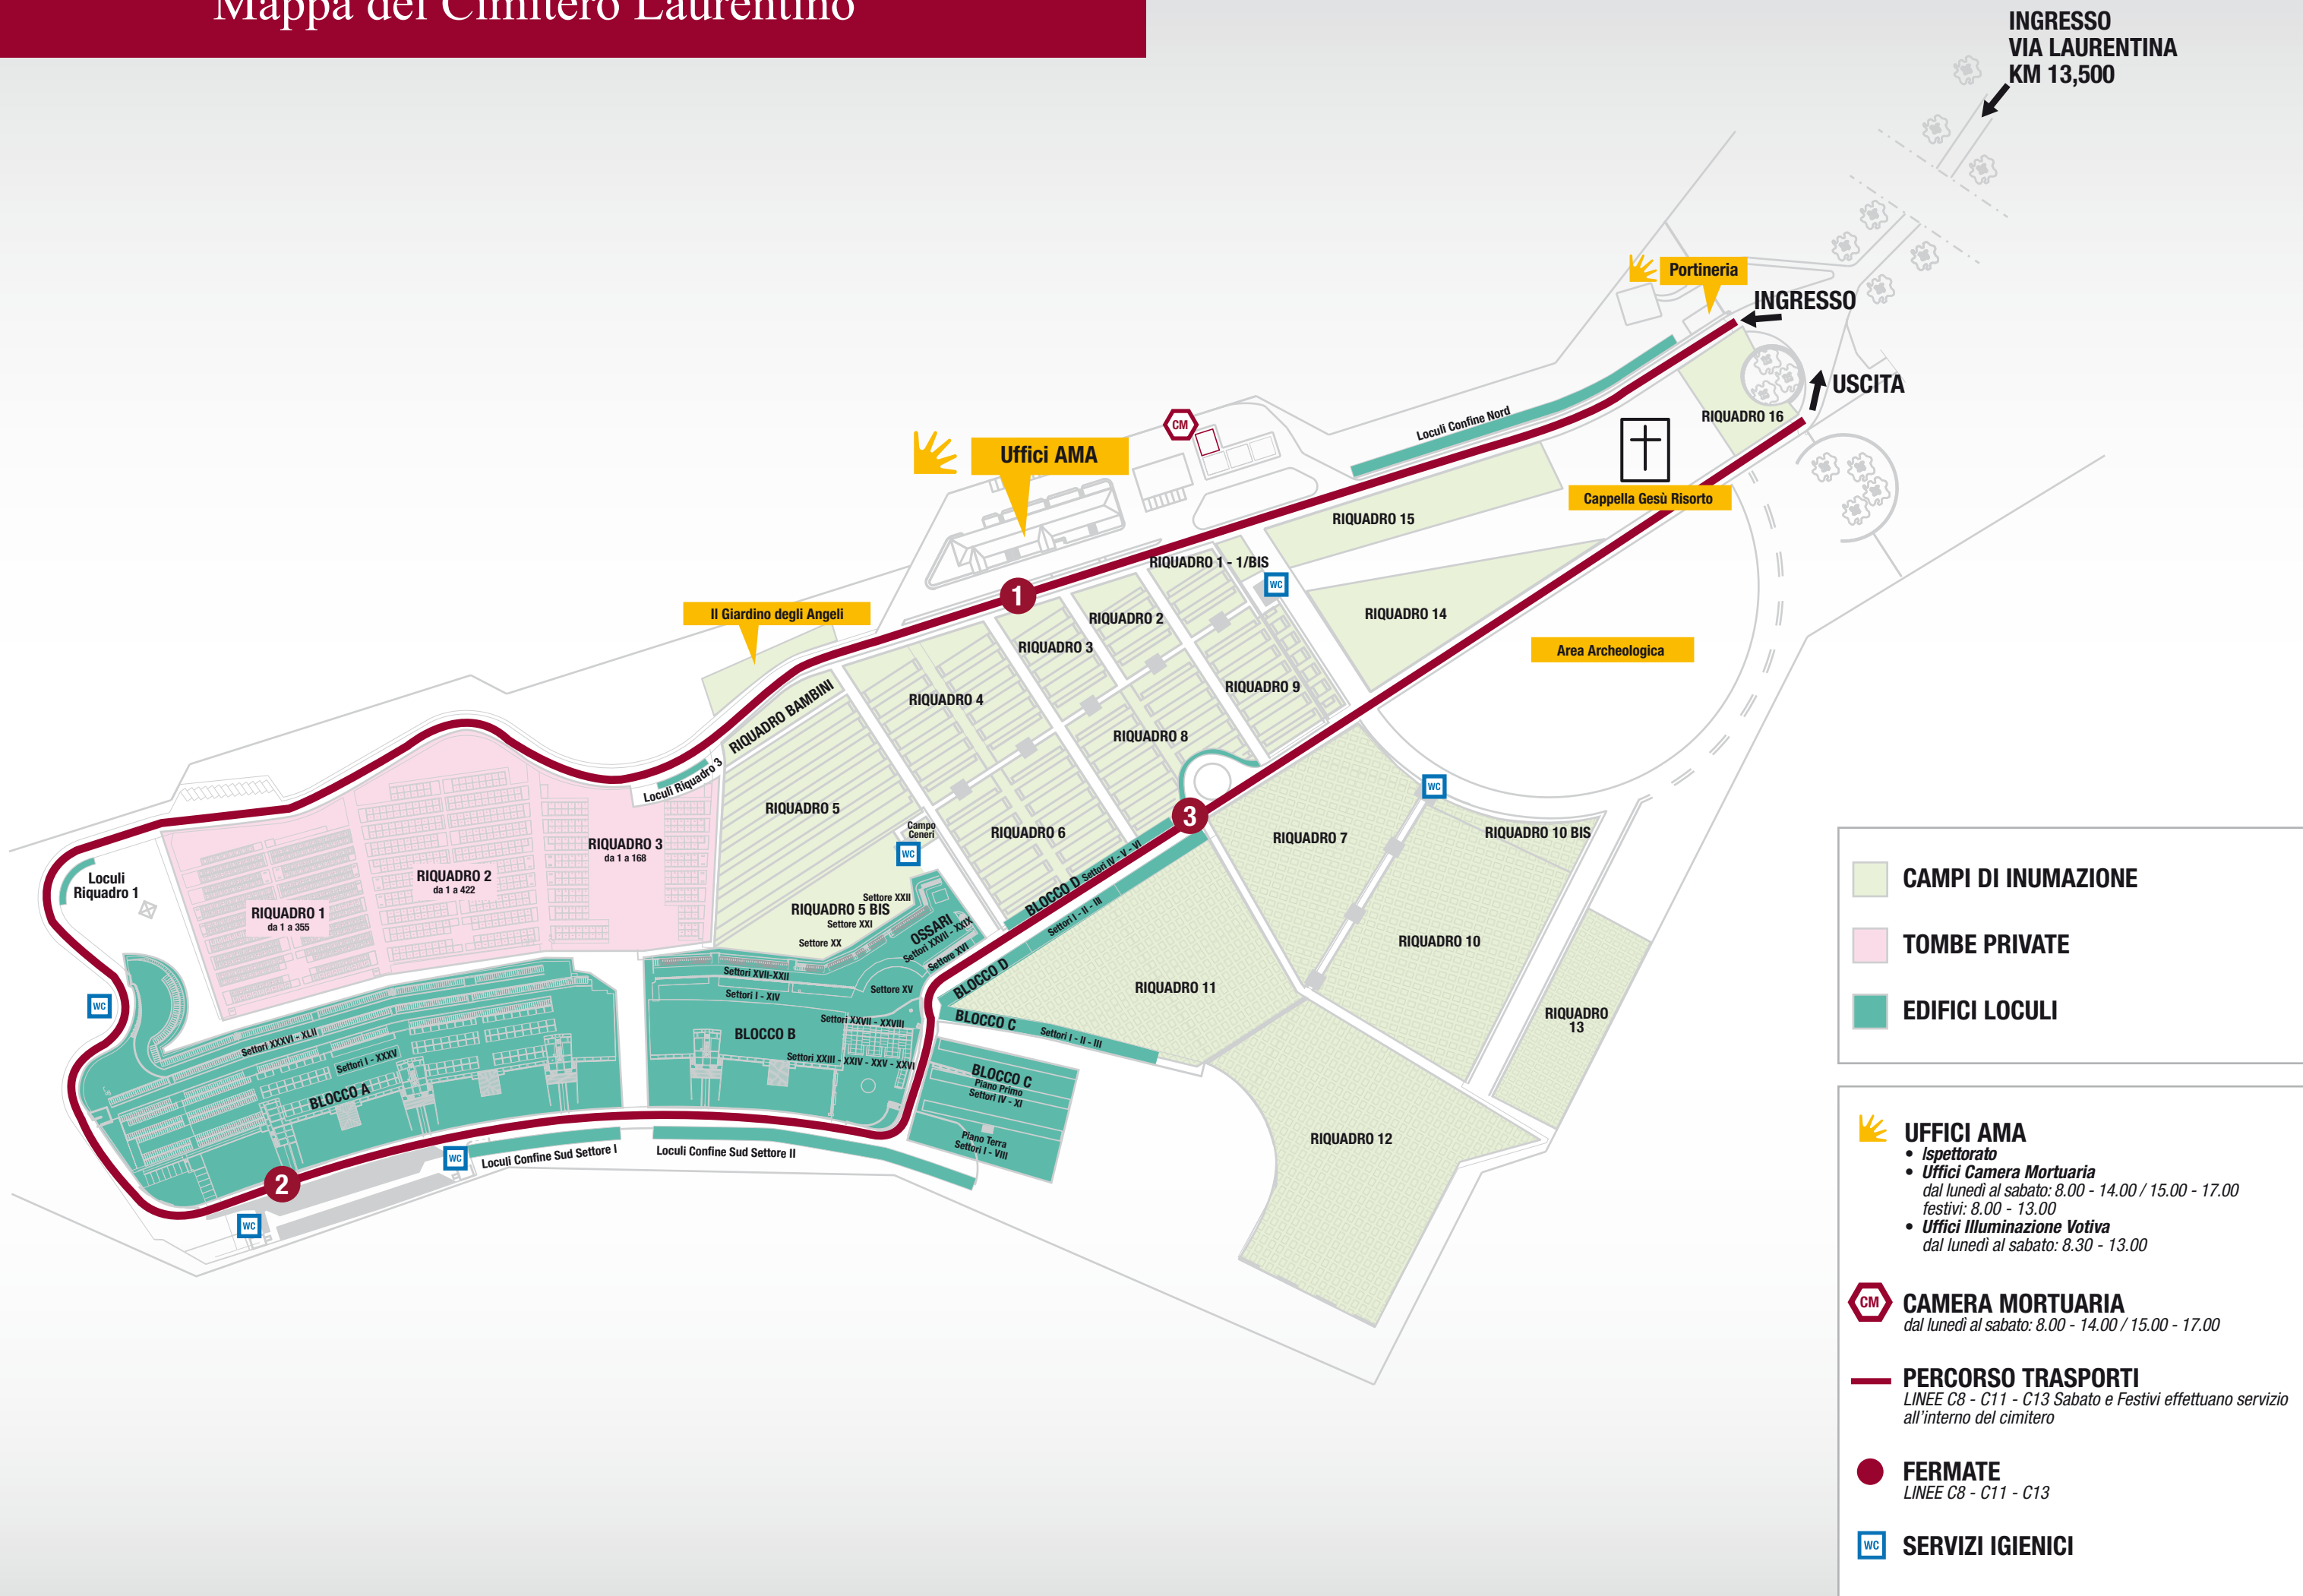 Mappa del Cimitero Laurentino
INGRESSO
VIA LAURENTINA
KM 13,500
Portineria
INGRESSO
USCITA
RIQUADRO 16
Loculi Confine Nord
CM
Uffici AMA
Cappella Gesù Risorto
RIQUADRO 15
RIQUADRO 1 - 1/BIS
WC
1
RIQUADRO 14
Il Giardino degli Angeli
RIQUADRO 2
RIQUADRO 3
Area Archeologica
RIQUADRO 9
RIQUADRO 4
RIQUADRO BAMBINI
RIQUADRO 8
Loculi Riquadro 3
WC
RIQUADRO 5
3
Campo
Ceneri
WC
RIQUADRO 6
RIQUADRO 7
RIQUADRO 10 BIS
RIQUADRO 3
da 1 a 168
RIQUADRO 2
da 1 a 422
RIQUADRO 1
da 1 a 355
Loculi
Riquadro 1
BLOCCO D Settori IV - V - VI
Settori I - II - III
BLOCCO D
Settore XXII
RIQUADRO 5 BIS
Settore XXI
Settore XX
OSSARI
Settori XXVII - XXIX
Settore XVI
RIQUADRO 10
RIQUADRO 11
RIQUADRO
13
WC
Settori XVII-XXII
Settore XV
Settori I - XIV
Settori XXVII - XXVIII
BLOCCO B
Settori XXIII - XXIV - XXV - XXVI
BLOCCO C Settori I - II - III
BLOCCO C
Piano Primo
Settori IV - XI
Piano Terra
Settori I - VIII
Settori XXXVI - XLII
Settori I - XXXV
BLOCCO A
RIQUADRO 12
WC
Loculi Confine Sud Settore I
Loculi Confine Sud Settore II
2
WC
CAMPI DI INUMAZIONE
TOMBE PRIVATE
EDIFICI LOCULI
UFFICI AMA
• Ispettorato
• Uffici Camera Mortuaria
dal lunedì al sabato: 8.00 - 14.00 / 15.00 - 17.00
festivi: 8.00 - 13.00
• Uffici Illuminazione Votiva
dal lunedì al sabato: 8.30 - 13.00
CM CAMERA MORTUARIA
dal lunedì al sabato: 8.00 - 14.00 / 15.00 - 17.00
PERCORSO TRASPORTI
LINEE C8 - C11 - C13 Sabato e Festivi effettuano servizio
all'interno del cimitero
FERMATE
LINEE C8 - C11 - C13
WC SERVIZI IGIENICI